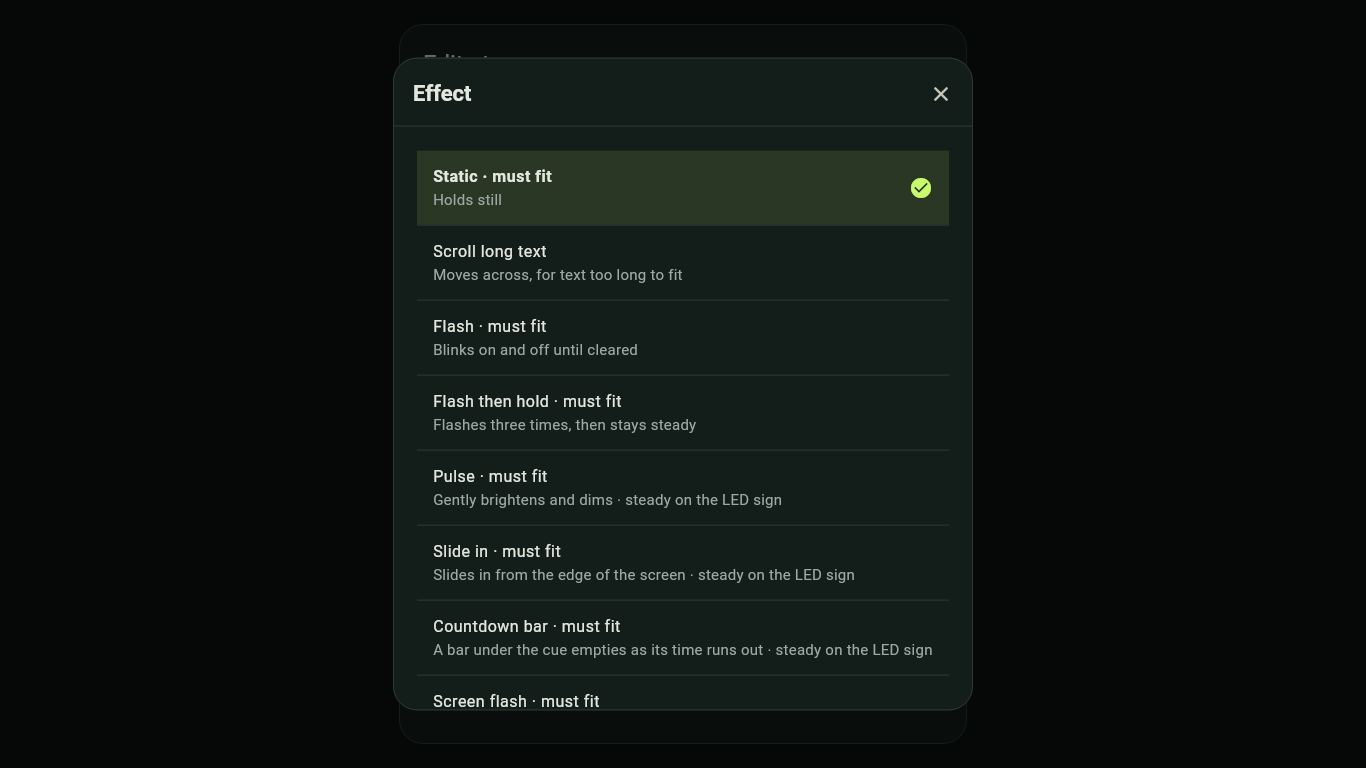 Effect
Static · must fit
Holds still
Scroll long text
Moves across, for text too long to fit
Flash · must fit
Blinks on and off until cleared
Flash then hold · must fit
Flashes three times, then stays steady
Pulse · must fit
Gently brightens and dims · steady on the LED sign
Slide in · must fit
Slides in from the edge of the screen · steady on the LED sign
Countdown bar · must fit
A bar under the cue empties as its time runs out · steady on the LED sign
Screen flash · must fit